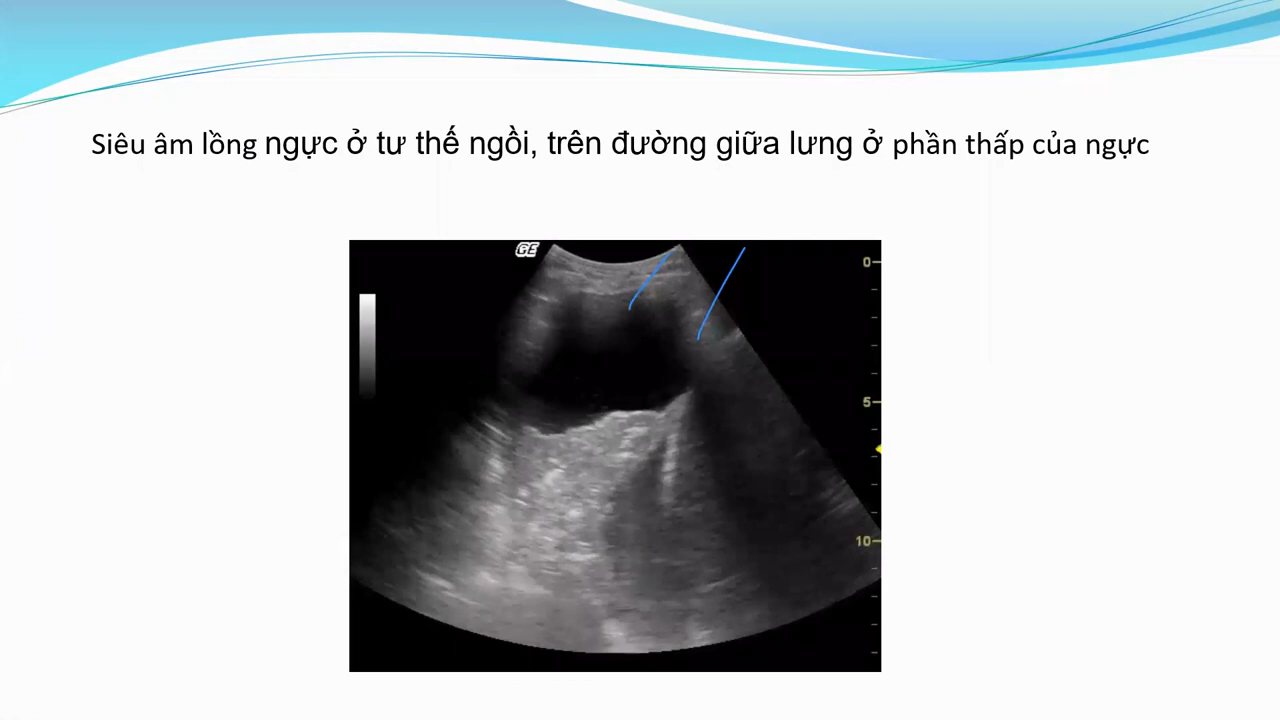 Siêu âm lồng ngực ở tư thế ngồi, trên đường giữa lưng ở phần thấp của ngực
GE
0
5
10